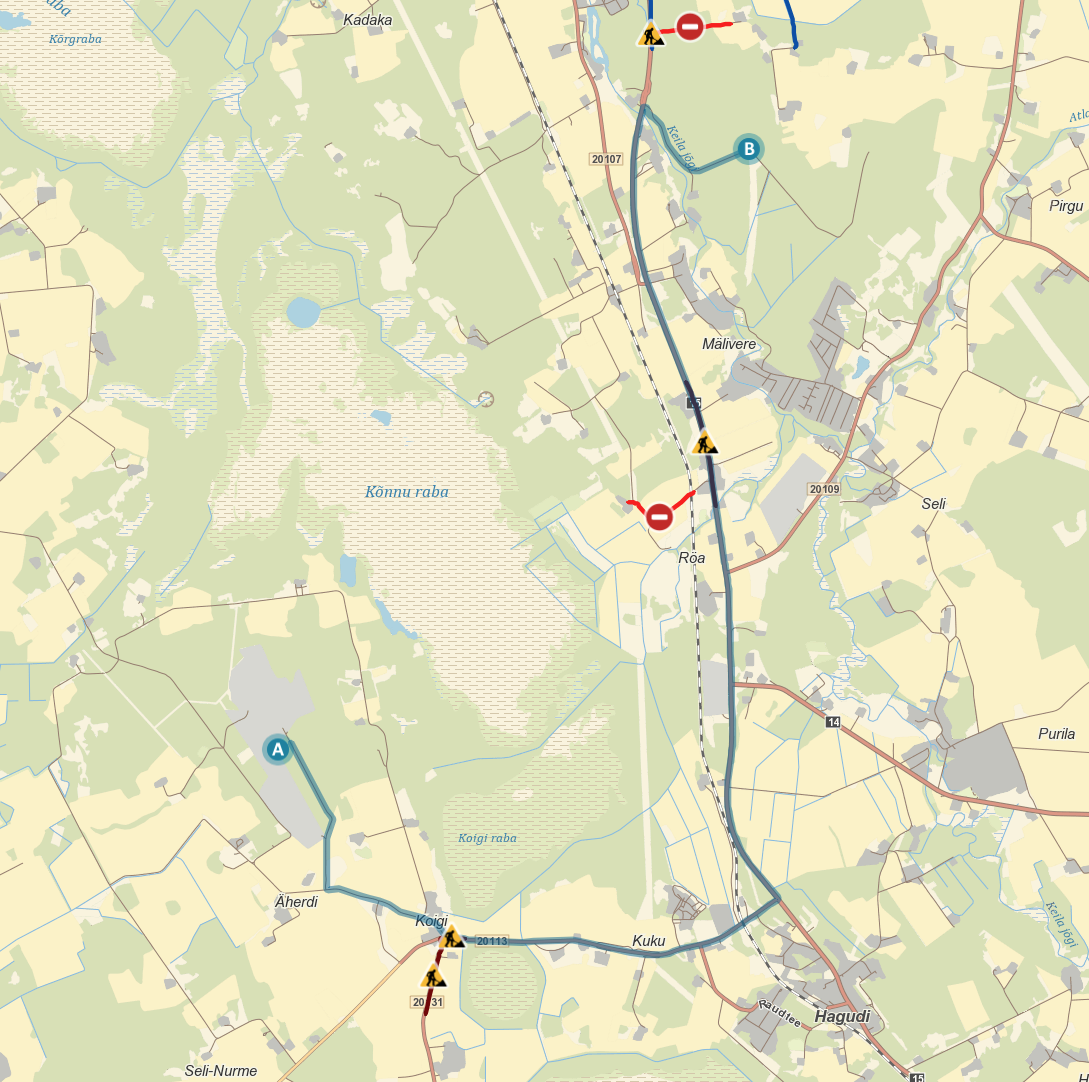 raba
Kadaka
Kõrgraba
Keila jõgi
B
20107
Atla
Pirgu
Mälivere
15
Kõnnu raba
20109
Seli
Röa
14
Purila
A
Koigi raba
Äherdi
Koigi
20113
Kuku
Keila jõgi
Raudtee
Hagudi
Seli-Nurme
15
H